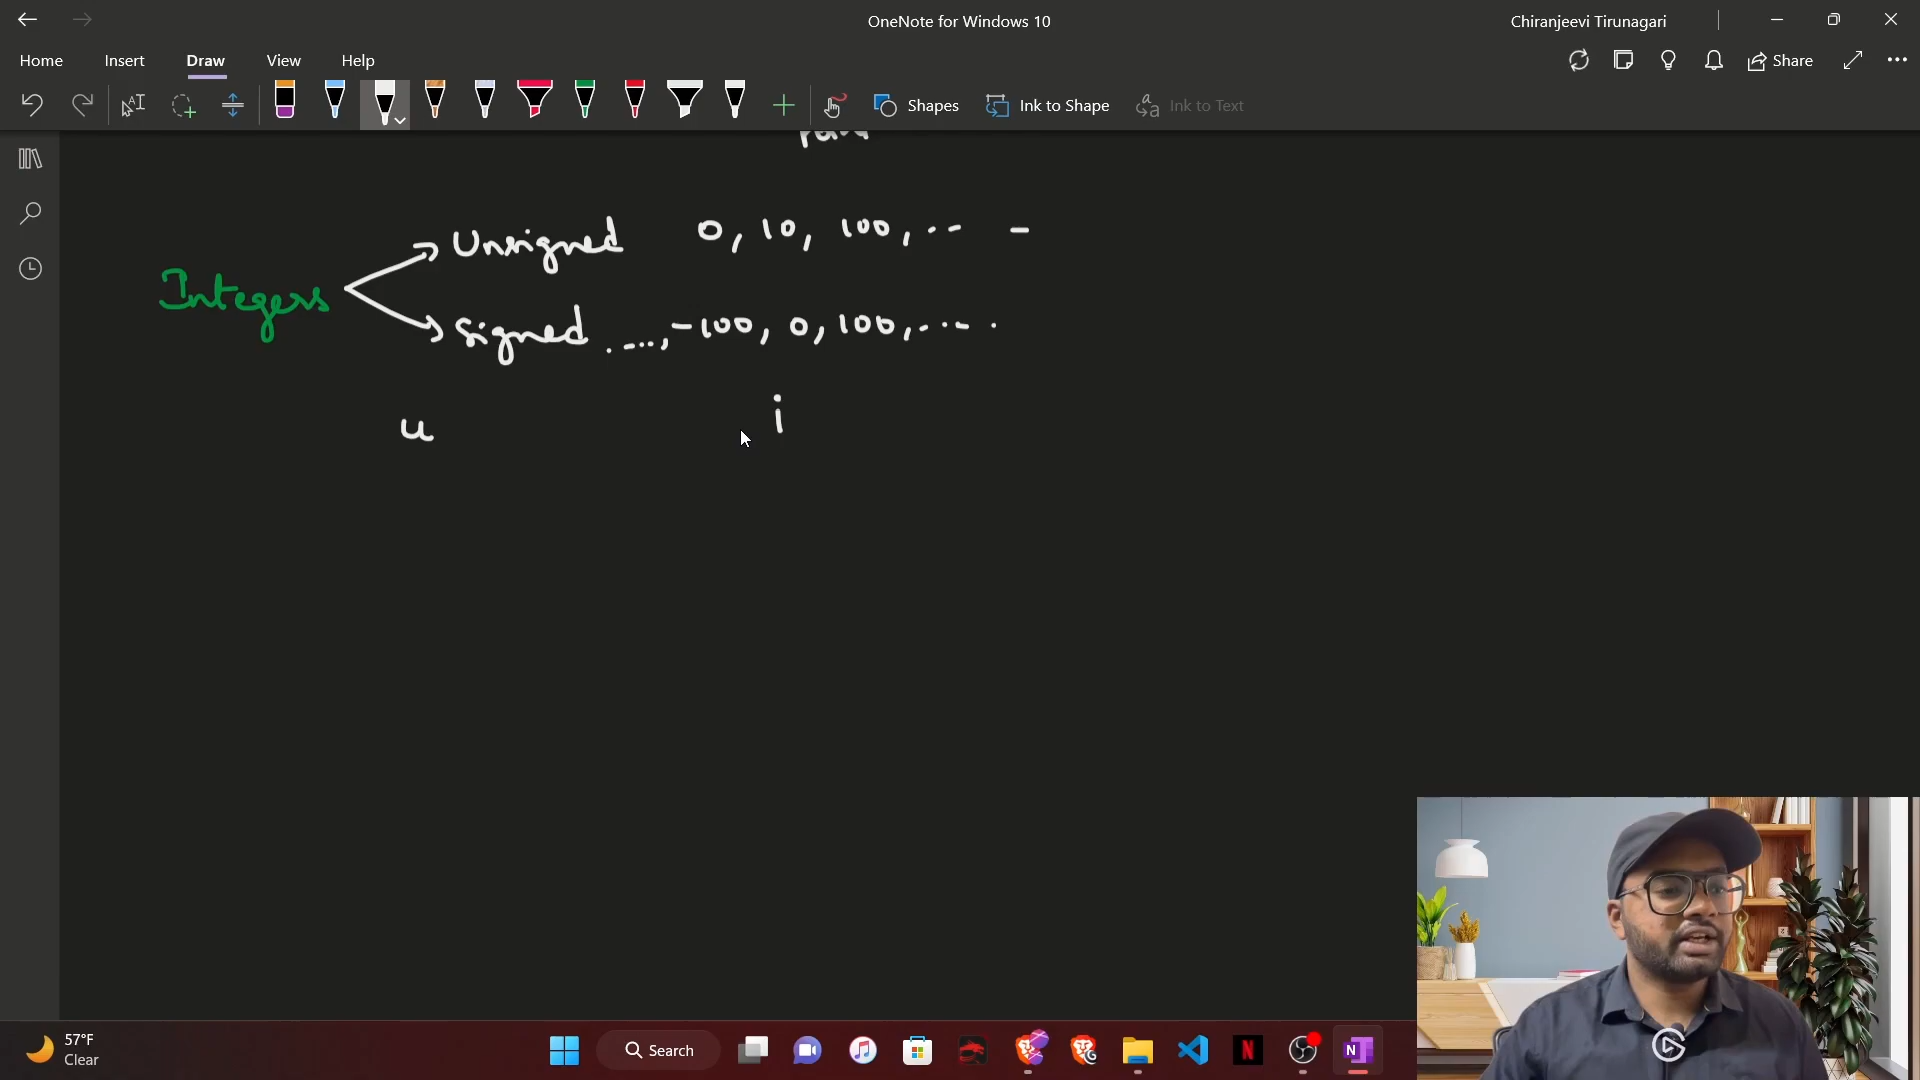 OneNote for Windows 10
Chiranjeevi Tirunagari
Home Insert Draw View Help
Share
Shapes
Ink to Shape
Ink to Text
Unsigned 0, 10, 100, ..-  -
Integers
Signed ....,-100, 0, 100, ....
u i
57°F
Clear
Search